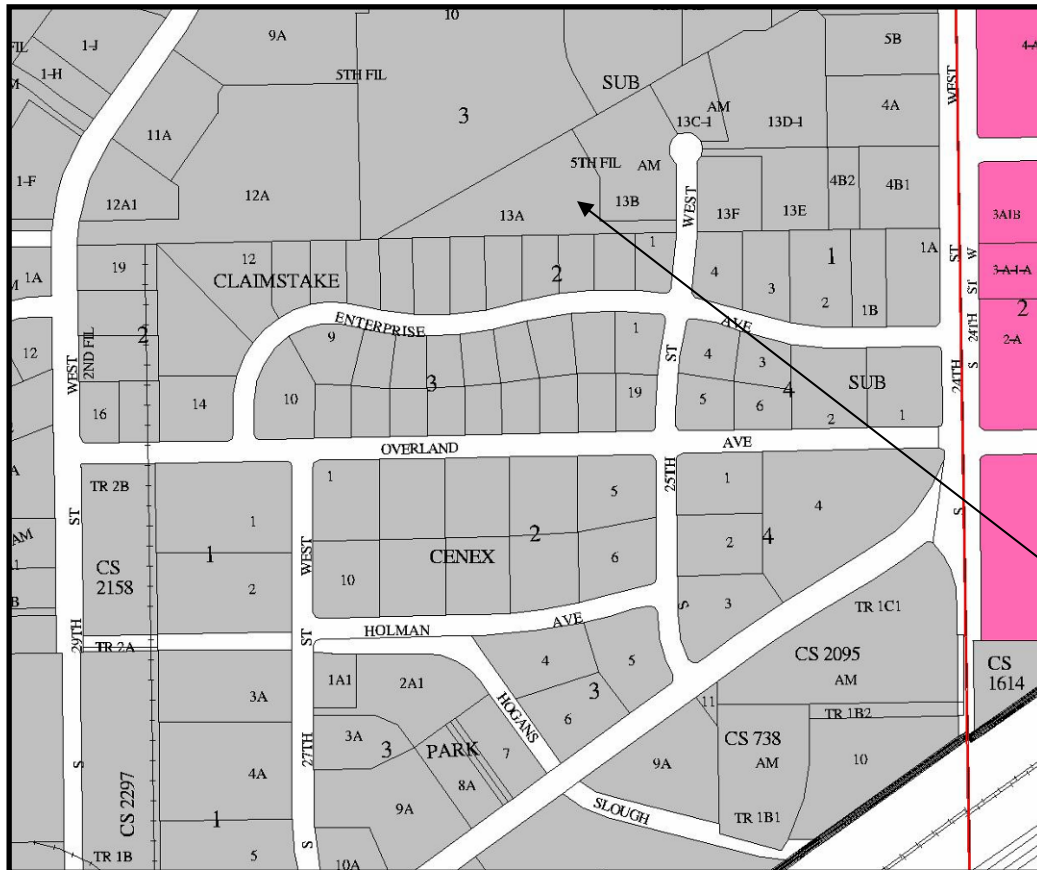 10
FIL
1-J
9A
5B
4-A
1-H
5TH FIL
SUB
WEST
M
3
AM
4A
11A
13C-1
13D-1
1-F
5TH FIL
AM
4B2
4B1
12A1
12A
13B
WEST
13A
13F
13E
3A1B
1
1A
W
ST
1A
19
12
2
4
1
3-A-1-A
M
CLAIMSTAKE
3
ST
2
1B
2
ENTERPRISE
AVE
24TH
2
2ND FIL
9
1
2-A
12
ST
4
3
WEST
3
4
SUB
S
24TH
16
14
10
19
5
6
2
1
OVERLAND
AVE
A
1
25TH
1
TR 2B
5
4
ST
1
S
AM
WEST
2
2
4
1
CS
2158
CENEX
CS
2
10
6
B
3
S
TR 1C1
29TH
ST
HOLMAN
AVE
TR 2A
CS 2095
4
5
CS
1614
1A1
2A1
AM
3A
HOGANS
3
11
TR 1B2
3A
6
27TH
3
PARK
7
CS 738
S
4A
8A
9A
AM
10
CS 2297
9A
1
SLOUGH
TR 1B1
TR 1B
5
S
10A